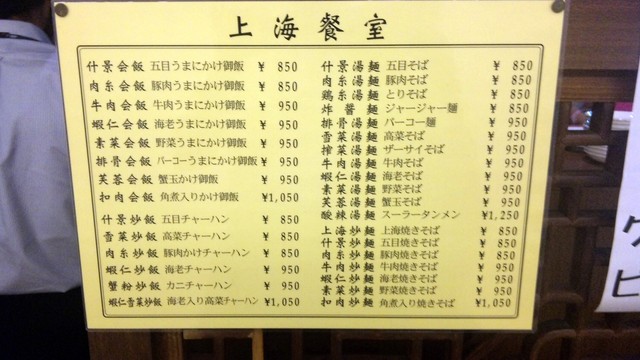 上海餐室
什景会飯 五目うまにかけ御飯 ¥ 850
肉糸会飯 豚肉うまにかけ御飯 ¥ 850
牛肉会飯 牛肉うまにかけ御飯 ¥ 950
蝦仁会飯 海老うまにかけ御飯 ¥ 950
素菜会飯 野菜うまにかけ御飯 ¥ 950
排骨会飯 パーコーうまにかけ御飯 ¥ 950
芙蓉会飯 蟹玉かけ御飯 ¥ 950
扣肉会飯 角煮入りかけ御飯 ¥1,050
什景炒飯 五目チャーハン ¥ 850
雪菜炒飯 高菜チャーハン ¥ 850
肉糸炒飯 豚肉かけチャーハン ¥ 850
蝦仁炒飯 海老チャーハン ¥ 950
蟹粉炒飯 カニチャーハン ¥ 950
蝦仁雪菜炒飯 海老入り高菜チャーハン ¥1,050
什景湯麺 五目そば ¥ 850
肉糸湯麺 豚肉そば ¥ 850
鶏糸湯麺 とりそば ¥ 850
炸醤麺 ジャージャー麺 ¥ 850
排骨湯麺 パーコー麺 ¥ 950
雪菜湯麺 高菜そば ¥ 950
搾菜湯麺 ザーサイそば ¥ 950
牛肉湯麺 牛肉そば ¥ 950
蝦仁湯麺 海老そば ¥ 950
素菜湯麺 野菜そば ¥ 950
芙蓉湯麺 蟹玉そば ¥ 950
酸辣湯麺 スーラータンメン ¥1,250
上海炒麺 上海焼きそば ¥ 850
什景炒麺 五目焼きそば ¥ 850
肉糸炒麺 豚肉焼きそば ¥ 850
牛肉炒麺 牛肉焼きそば ¥ 950
蝦仁炒麺 海老焼きそば ¥ 950
素菜炒麺 野菜焼きそば ¥ 950
扣肉炒麺 角煮入り焼きそば ¥1,050